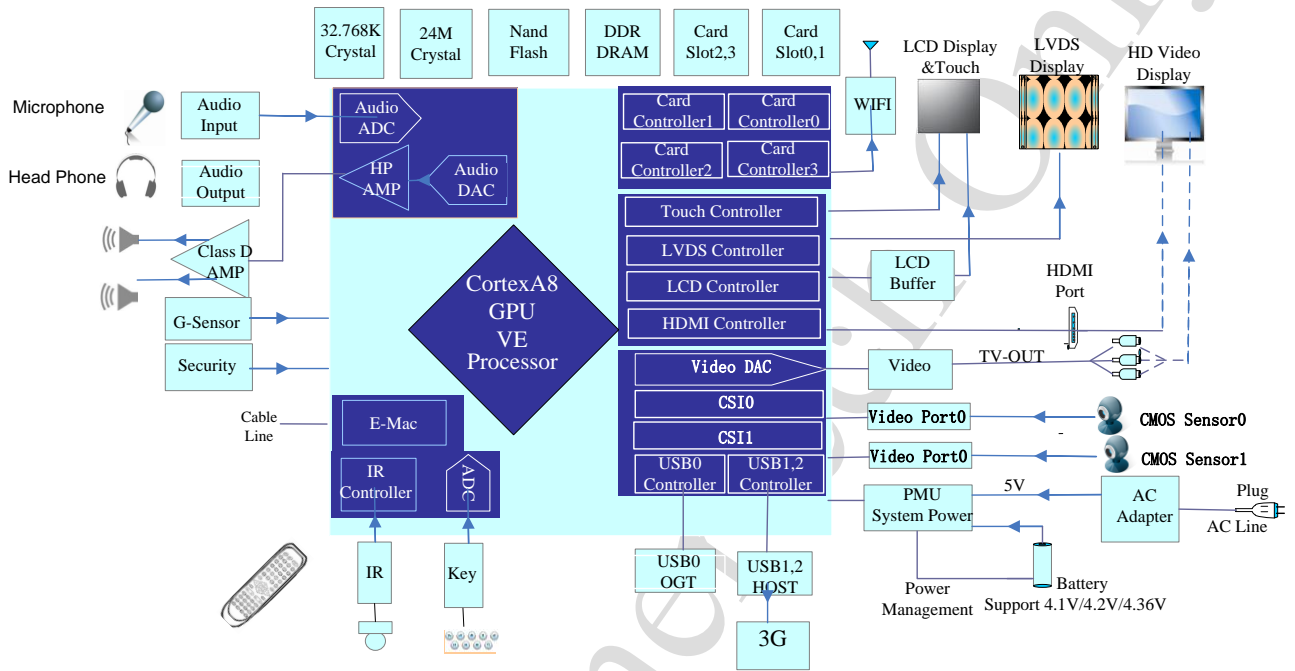 32.768K
Crystal
24M
Crystal
Nand
Flash
DDR
DRAM
Card
Slot2,3
Card
Slot0,1
LCD Display
&Touch
LVDS
Display
HD Video
Display
Microphone
Audio
Input
Audio
ADC
Card
Controller1
Card
Controller0
WIFI
Head Phone
Audio
Output
HP
AMP
Audio
DAC
Card
Controller2
Card
Controller3
Touch Controller
Class D
AMP
LVDS Controller
LCD
Buffer
HDMI
Port
CortexA8
GPU
VE
Processor
LCD Controller
G-Sensor
HDMI Controller
Security
Video DAC
Video
TV-OUT
Cable
Line
E-Mac
CSI0
Video Port0
CMOS Sensor0
CSI1
Video Port0
CMOS Sensor1
IR
Controller
ADC
USB0
Controller
USB1,2
Controller
PMU
System Power
5V
AC
Adapter
Plug
AC Line
IR
Key
USB0
OGT
USB1,2
HOST
Power
Management
Battery
Support 4.1V/4.2V/4.36V
3G